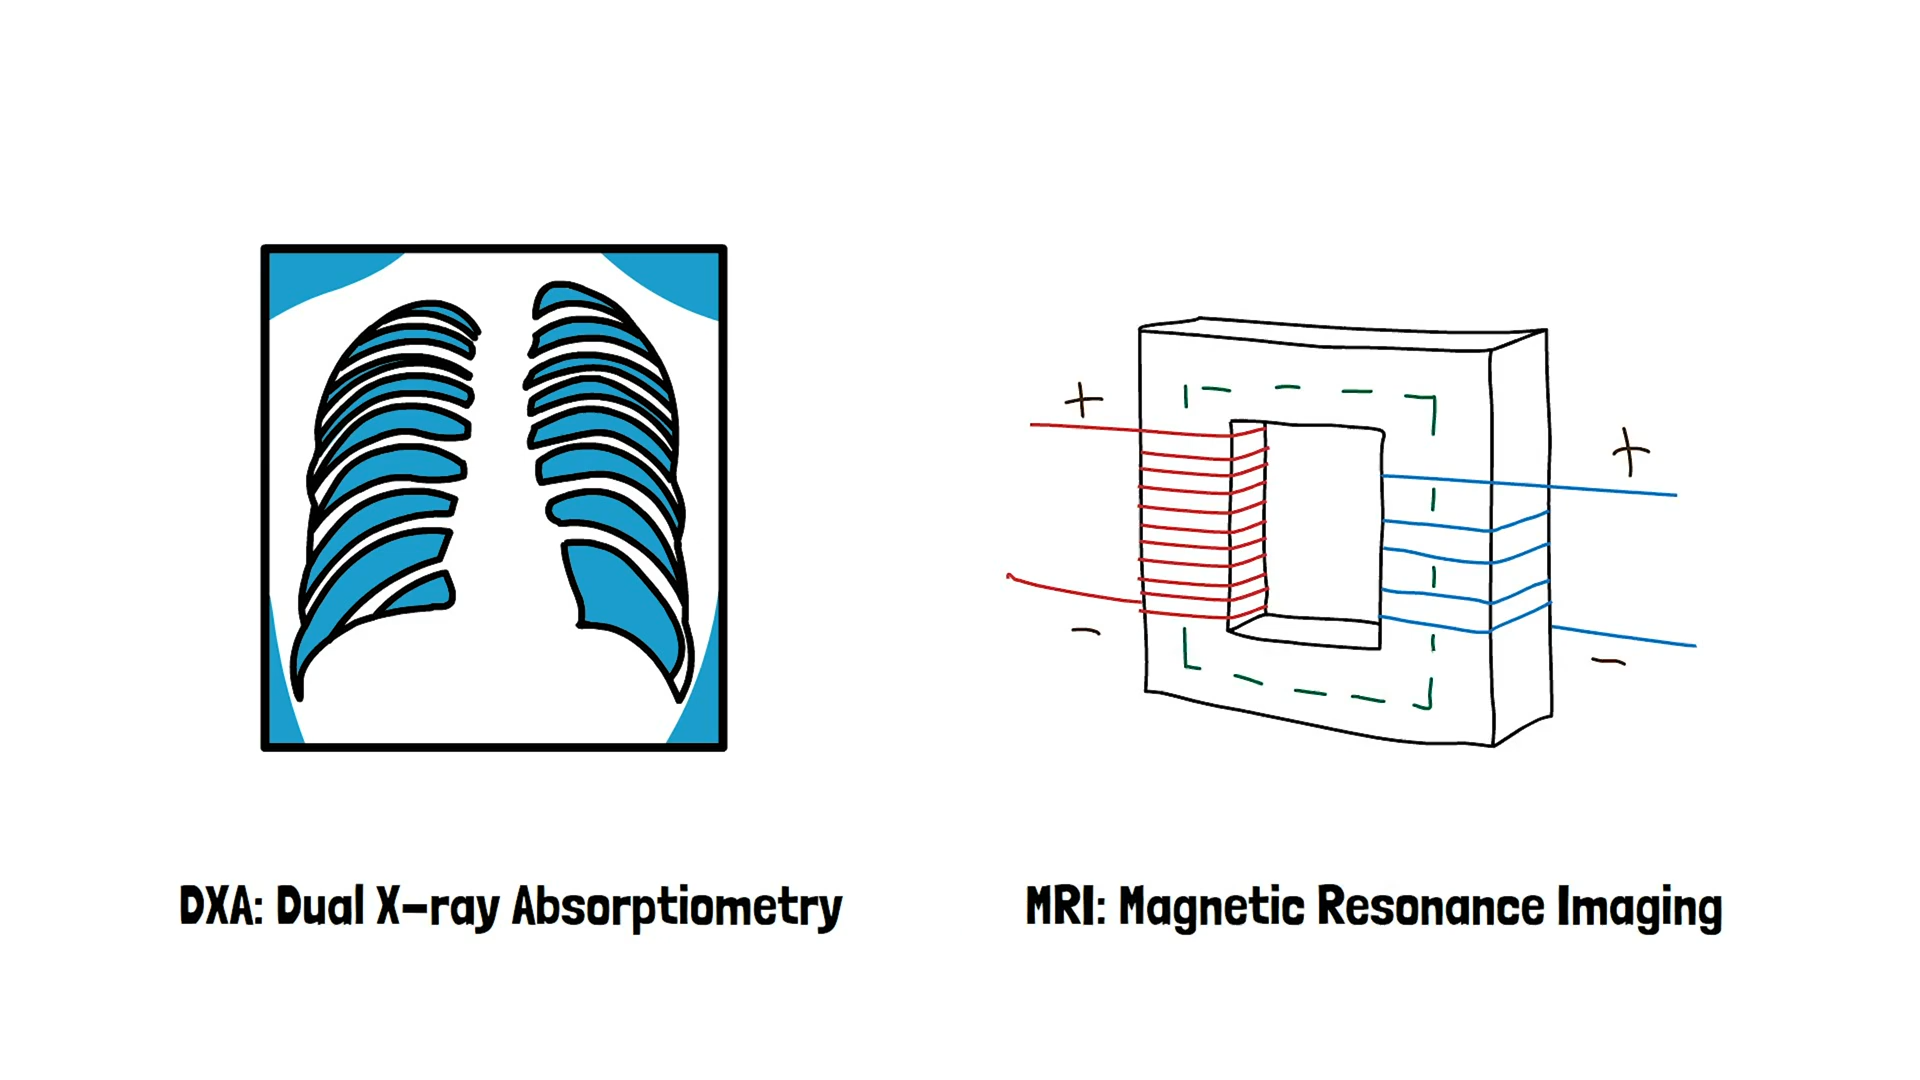 +
+
-
-
DXA: Dual X-ray Absorptiometry
MRI: Magnetic Resonance Imaging